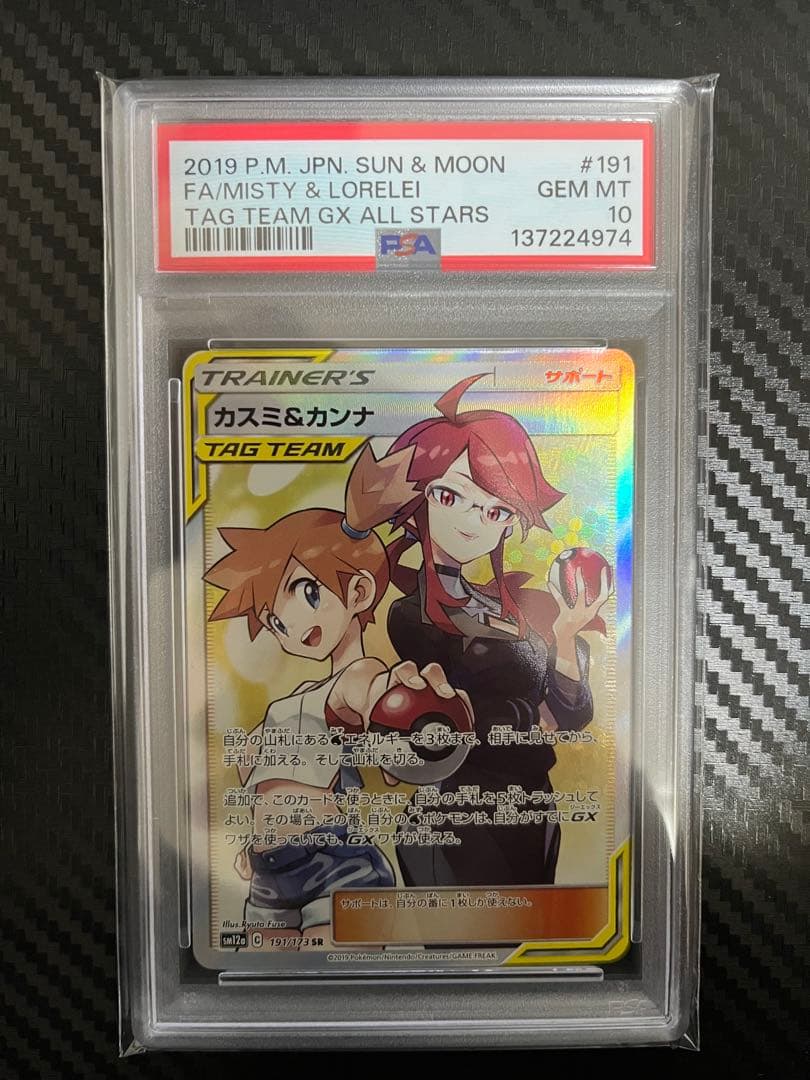 2019 P.M. JPN. SUN & MOON #191
FA/MISTY & LORELEI GEM MT
TAG TEAM GX ALL STARS 10
PSA 137224974
TRAINER'S サポート
カスミ&カンナ
TAG TEAM
自分の山札にあるエネルギーを3枚まで、相手に見せてから、
手札に加える。そして山札を切る。
追加で、このカードを使うときに、自分の手札を5枚トラッシュして
よい。その場合、この番、自分のポケモンは、自分がすでにGX
ワザを使っていても、GXワザが使える。
サポートは、自分の番に1枚しか使えない。
Illus.Ryuta Fuse
SM12a C 191/173 SR
©2019 Pokémon/Nintendo/Creatures/GAME FREAK.